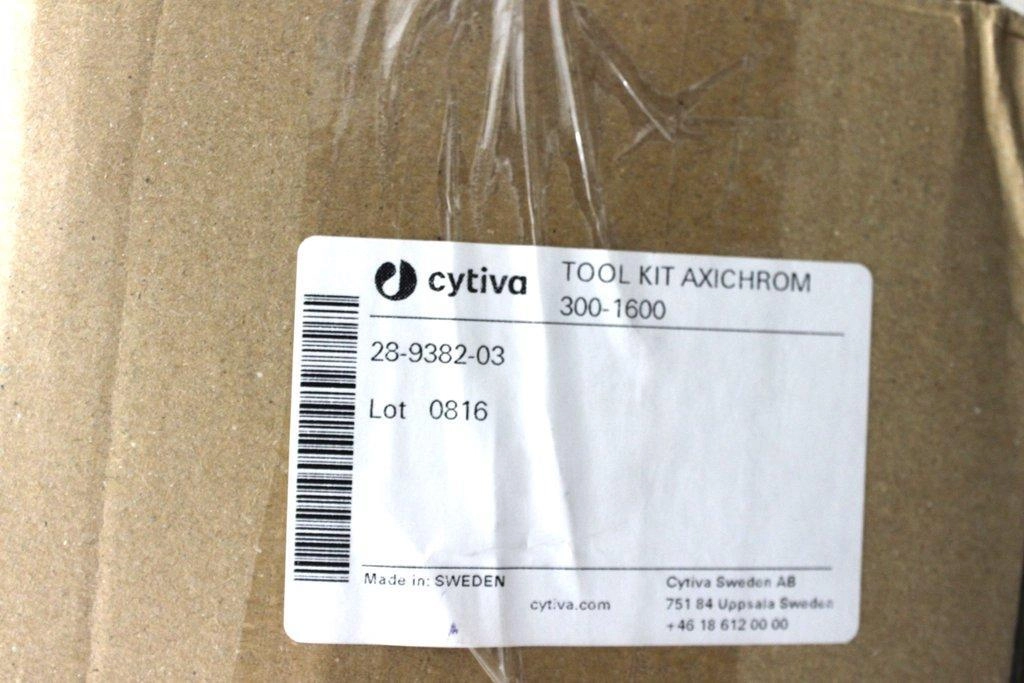 cytiva
TOOL KIT AXICHROM
300-1600
28-9382-03
Lot 0816
Made in: SWEDEN
cytiva.com
Cytiva Sweden AB
751 84 Uppsala Sweden
+46 18 612 00 00